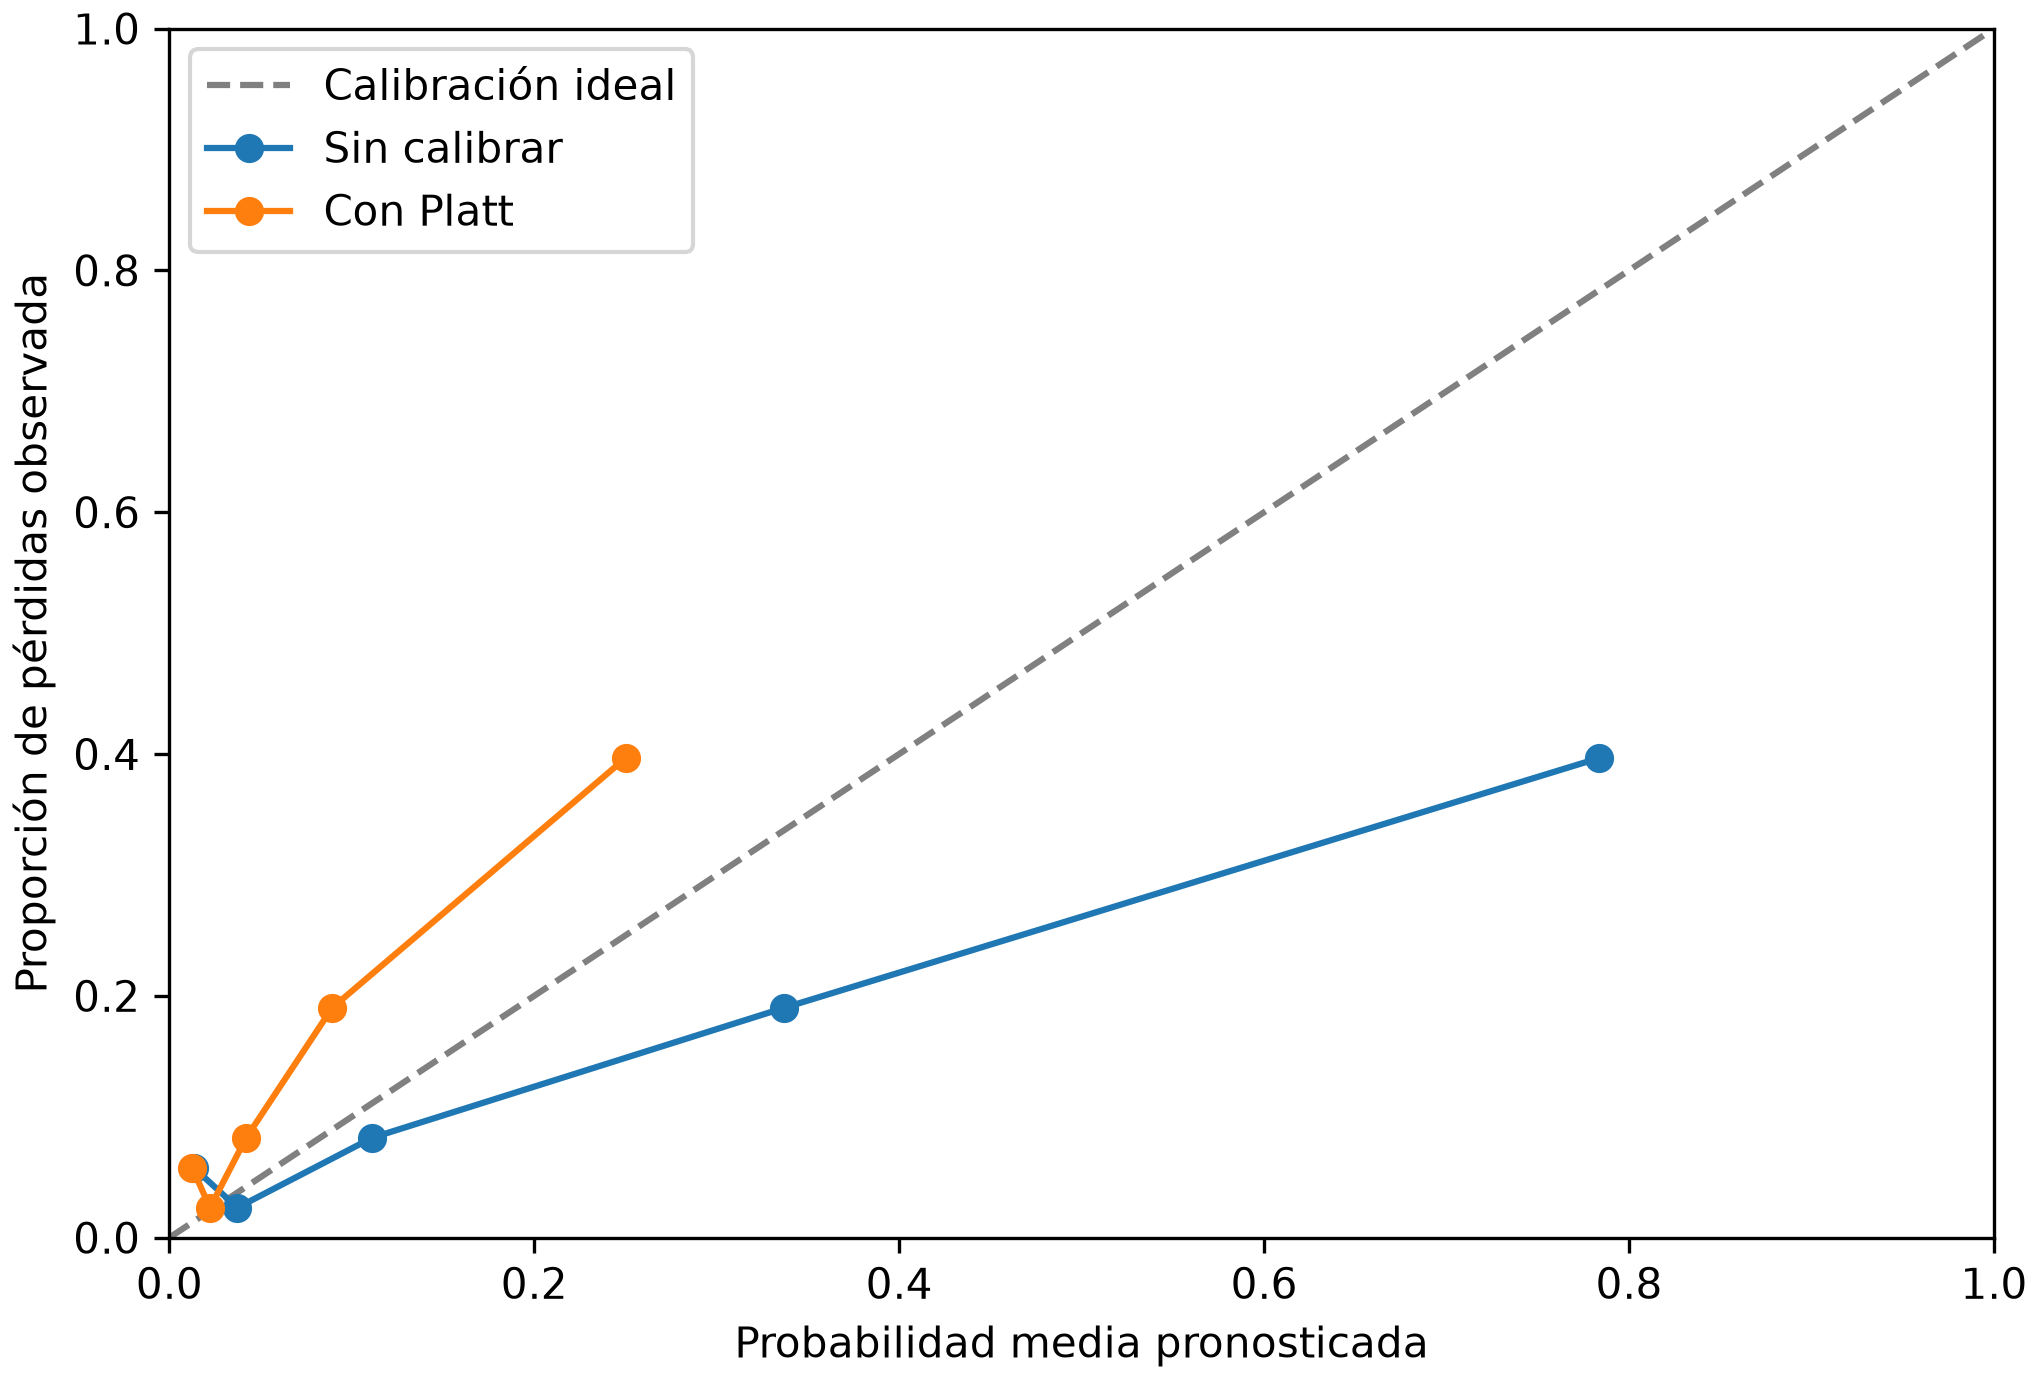 Calibración ideal
Sin calibrar
Con Platt
Proporción de pérdidas observada
1.0
0.8
0.6
0.4
0.2
0.0
0.0 0.2 0.4 0.6 0.8 1.0
Probabilidad media pronosticada